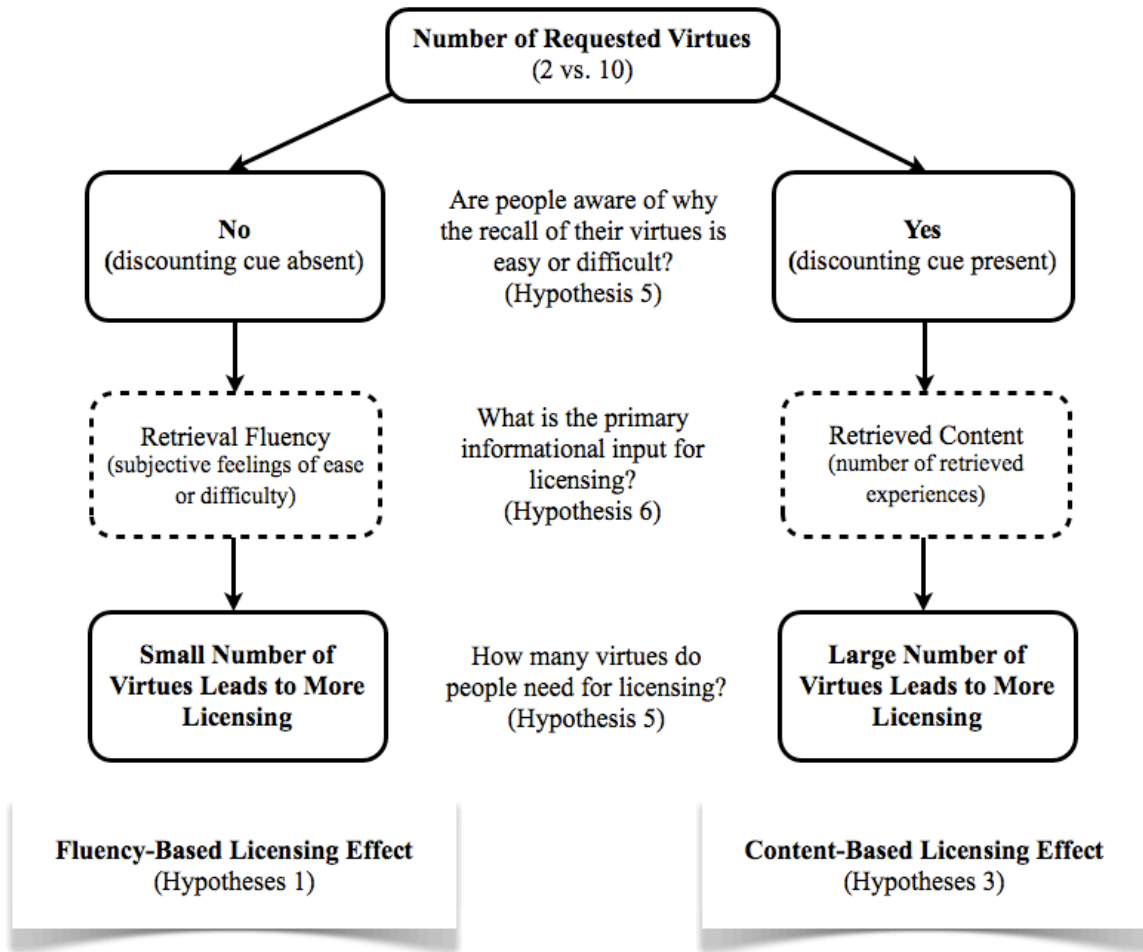 Number of Requested Virtues
(2 vs. 10)
No
(discounting cue absent)
Are people aware of why
the recall of their virtues is
easy or difficult?
(Hypothesis 5)
Yes
(discounting cue present)
Retrieval Fluency
(subjective feelings of ease
or difficulty)
What is the primary
informational input for
licensing?
(Hypothesis 6)
Retrieved Content
(number of retrieved
experiences)
Small Number of
Virtues Leads to More
Licensing
How many virtues do
people need for licensing?
(Hypothesis 5)
Large Number of
Virtues Leads to More
Licensing
Fluency-Based Licensing Effect
(Hypotheses 1)
Content-Based Licensing Effect
(Hypotheses 3)